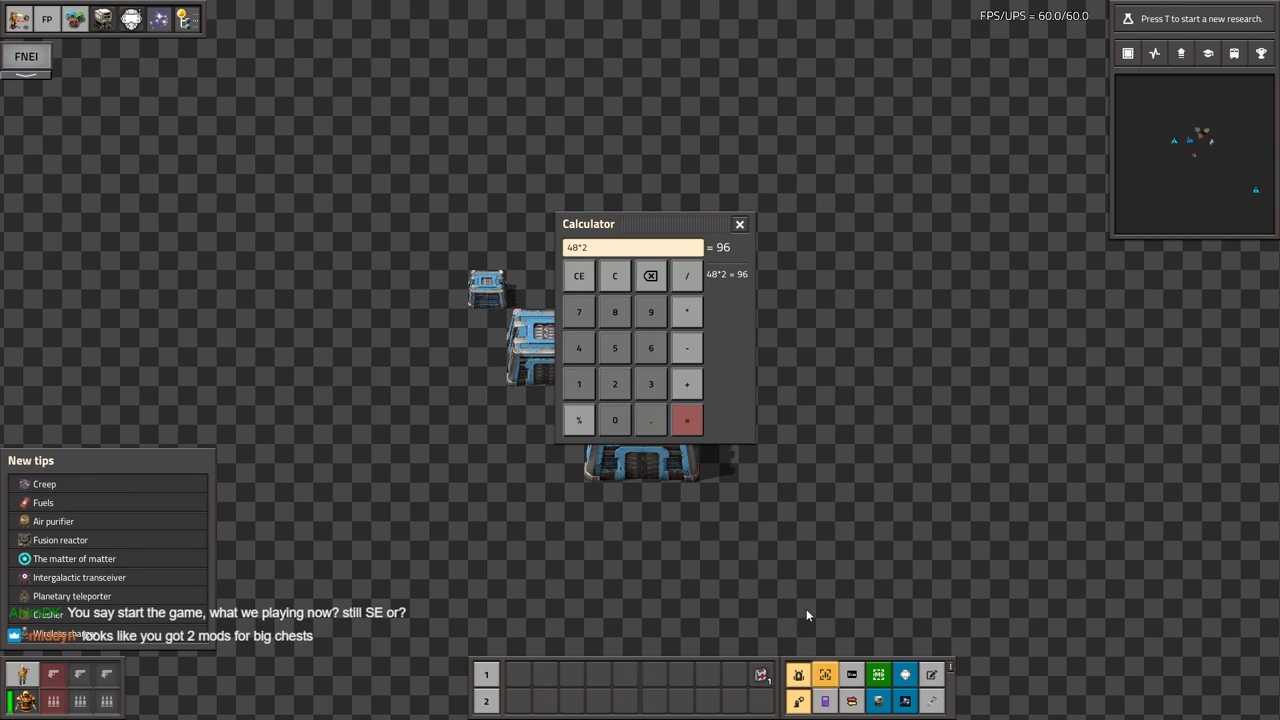 FP
FPS/UPS = 60.0/60.0
Press T to start a new research.
FNEI
Calculator
48*2
= 96
CE
C
/
48*2 = 96
7
8
9
*
4
5
6
-
1
2
3
+
%
0
.
=
New tips
Creep
Fuels
Air purifier
Fusion reactor
The matter of matter
Intergalactic transceiver
Planetary teleporter
Crusher
You say start the game, what we playing now? still SE or?
looks like you got 2 mods for big chests
1
1
2